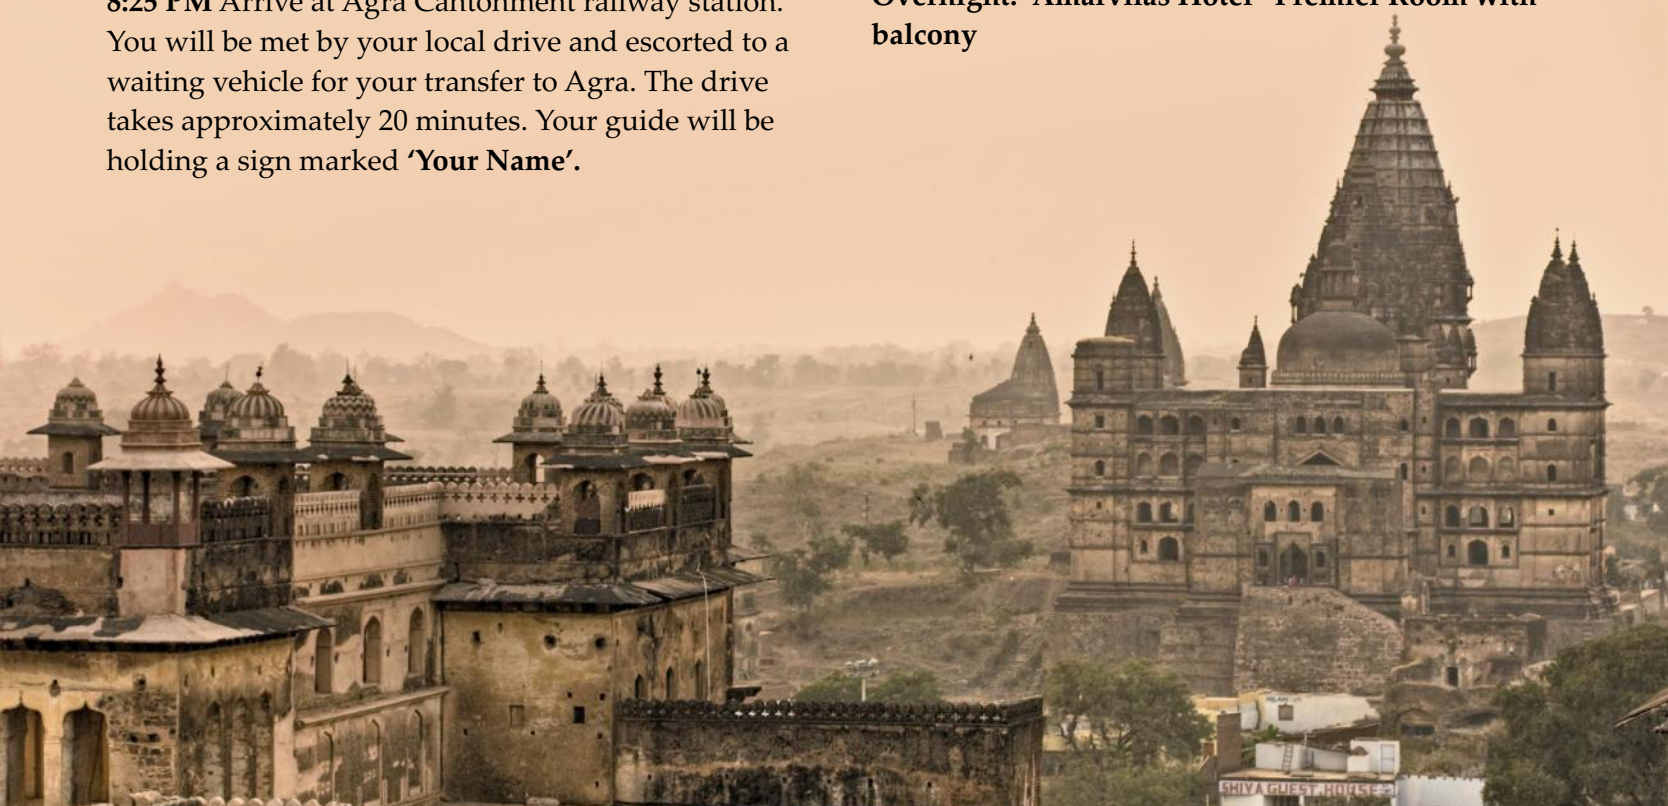 8:25 PM Arrive at Agra Cantonment railway station.
You will be met by your local drive and escorted to a
waiting vehicle for your transfer to Agra. The drive
takes approximately 20 minutes. Your guide will be
holding a sign marked ‘Your Name’.
Overnight: Amarvilas Hotel- Premier Room with
balcony
SHIVA GUEST HOUSE